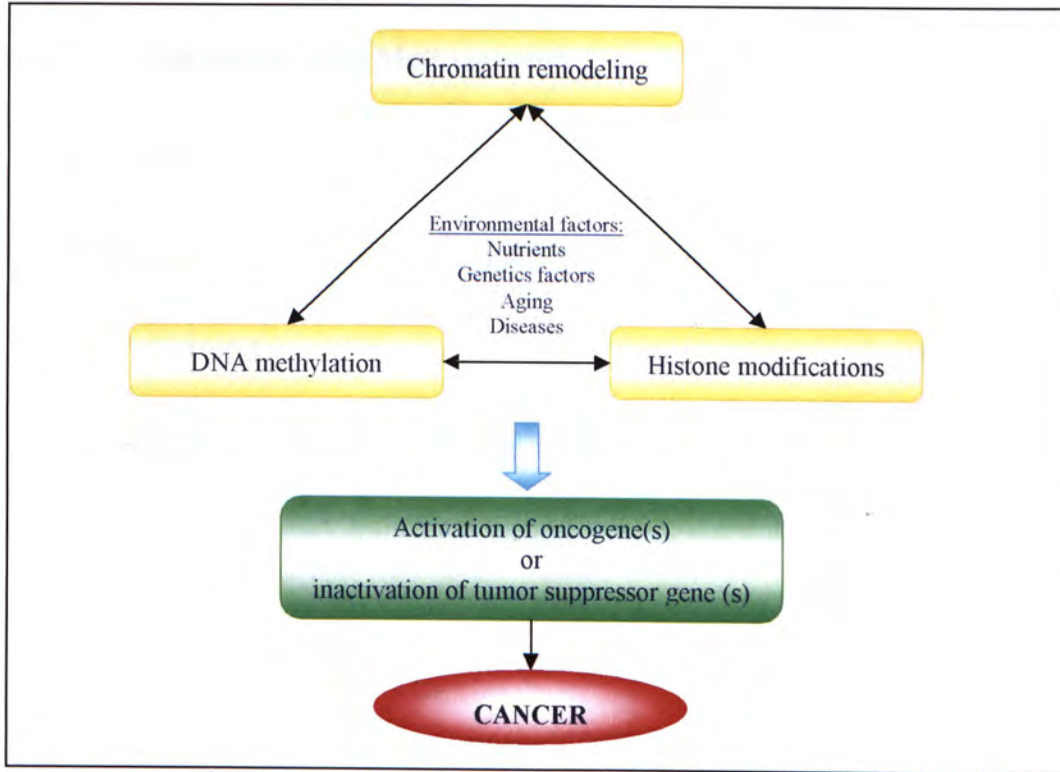 Chromatin remodeling
Environmental factors:
Nutrients
Genetics factors
Aging
Diseases
DNA methylation
Histone modifications
Activation of oncogene(s)
or
inactivation of tumor suppressor gene (s)
CANCER